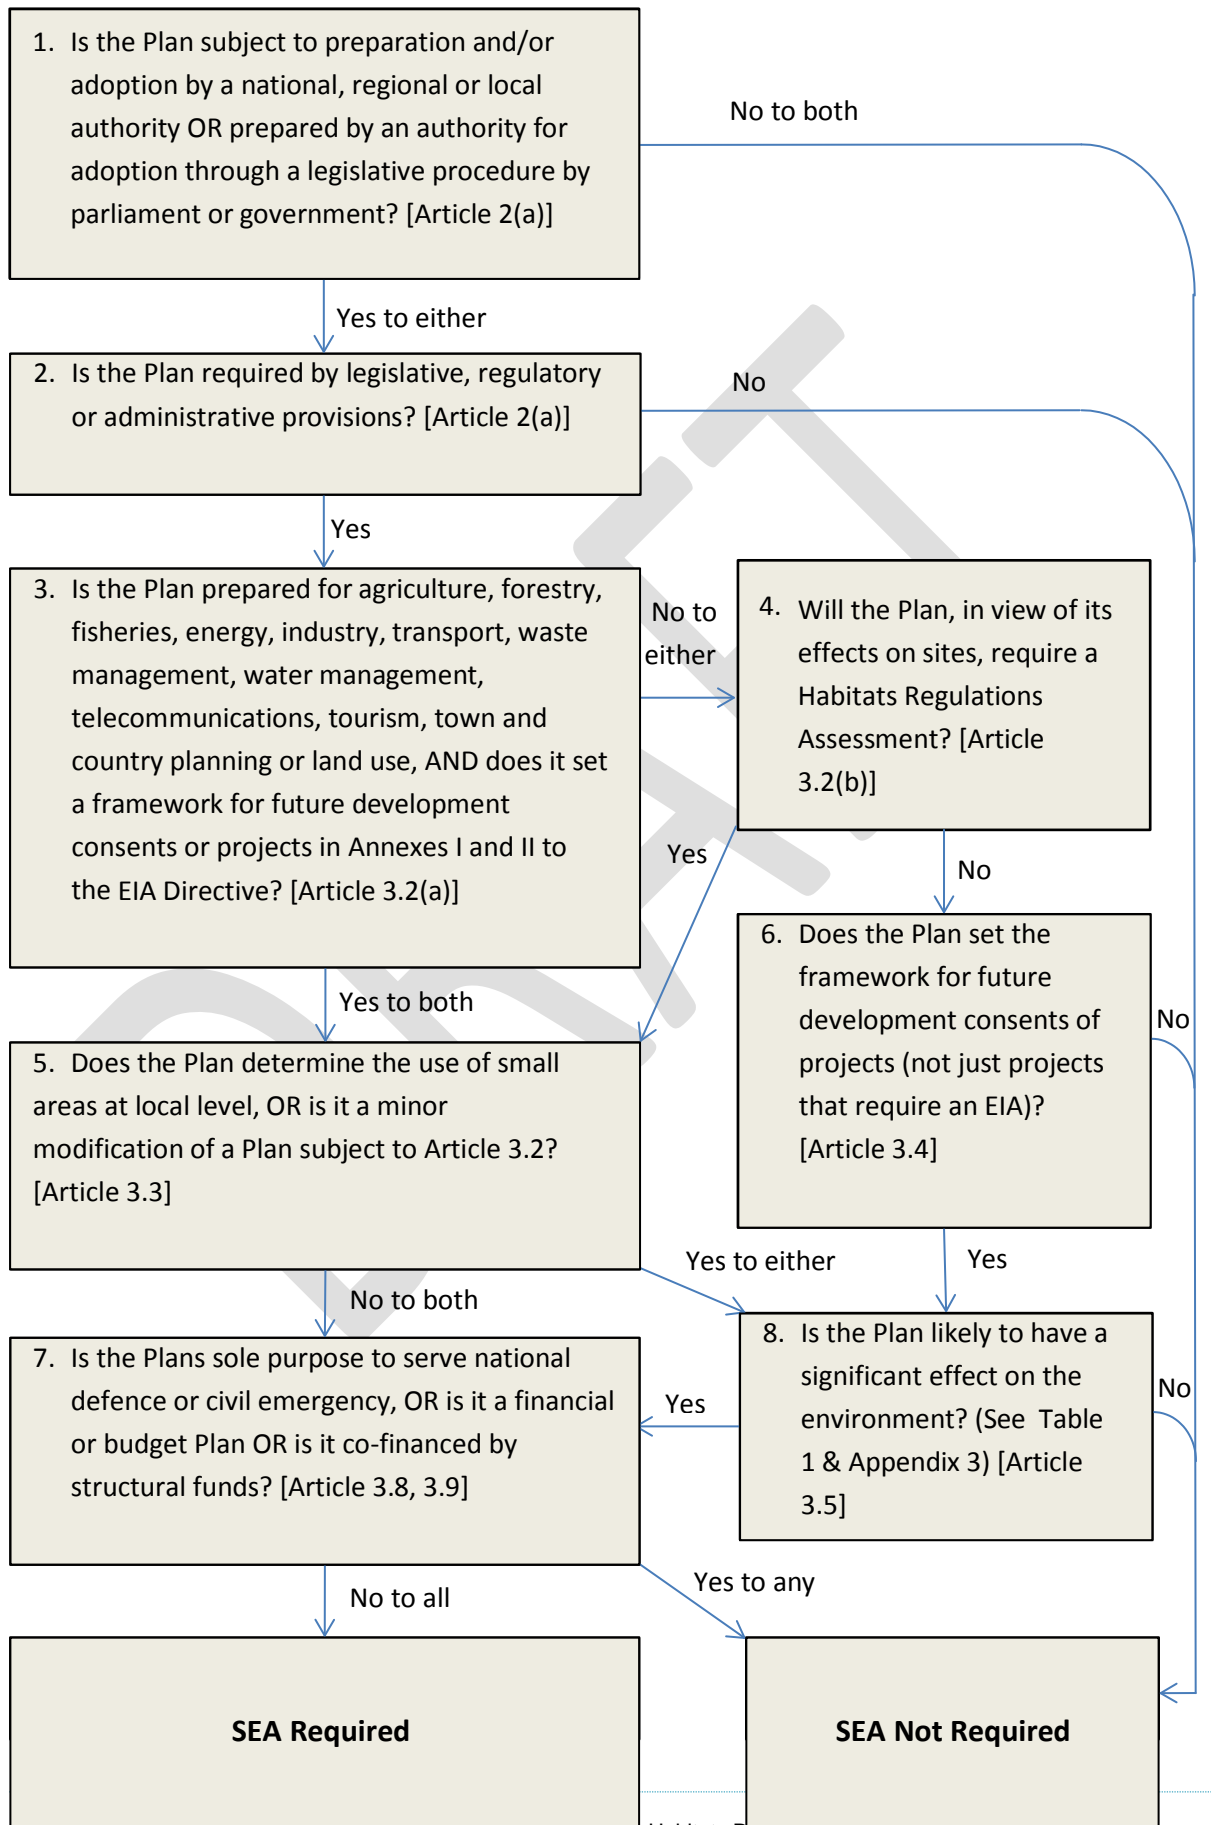 1. Is the Plan subject to preparation and/or
adoption by a national, regional or local
authority OR prepared by an authority for
adoption through a legislative procedure by
parliament or government? [Article 2(a)]
No to both
Yes to either
2. Is the Plan required by legislative, regulatory
or administrative provisions? [Article 2(a)]
No
Yes
3. Is the Plan prepared for agriculture, forestry,
fisheries, energy, industry, transport, waste
management, water management,
telecommunications, tourism, town and
country planning or land use, AND does it set
a framework for future development
consents or projects in Annexes I and II to
the EIA Directive? [Article 3.2(a)]
No to
either
4. Will the Plan, in view of its
effects on sites, require a
Habitats Regulations
Assessment? [Article
3.2(b)]
Yes
No
Yes to both
5. Does the Plan determine the use of small
areas at local level, OR is it a minor
modification of a Plan subject to Article 3.2?
[Article 3.3]
6. Does the Plan set the
framework for future
development consents of
projects (not just projects
that require an EIA)?
[Article 3.4]
No
Yes to either
Yes
No to both
7. Is the Plans sole purpose to serve national
defence or civil emergency, OR is it a financial
or budget Plan OR is it co-financed by
structural funds? [Article 3.8, 3.9]
Yes
8. Is the Plan likely to have a
significant effect on the
environment? (See Table
1 & Appendix 3) [Article
3.5]
No
No to all
Yes to any
SEA Required
SEA Not Required
DRAFT